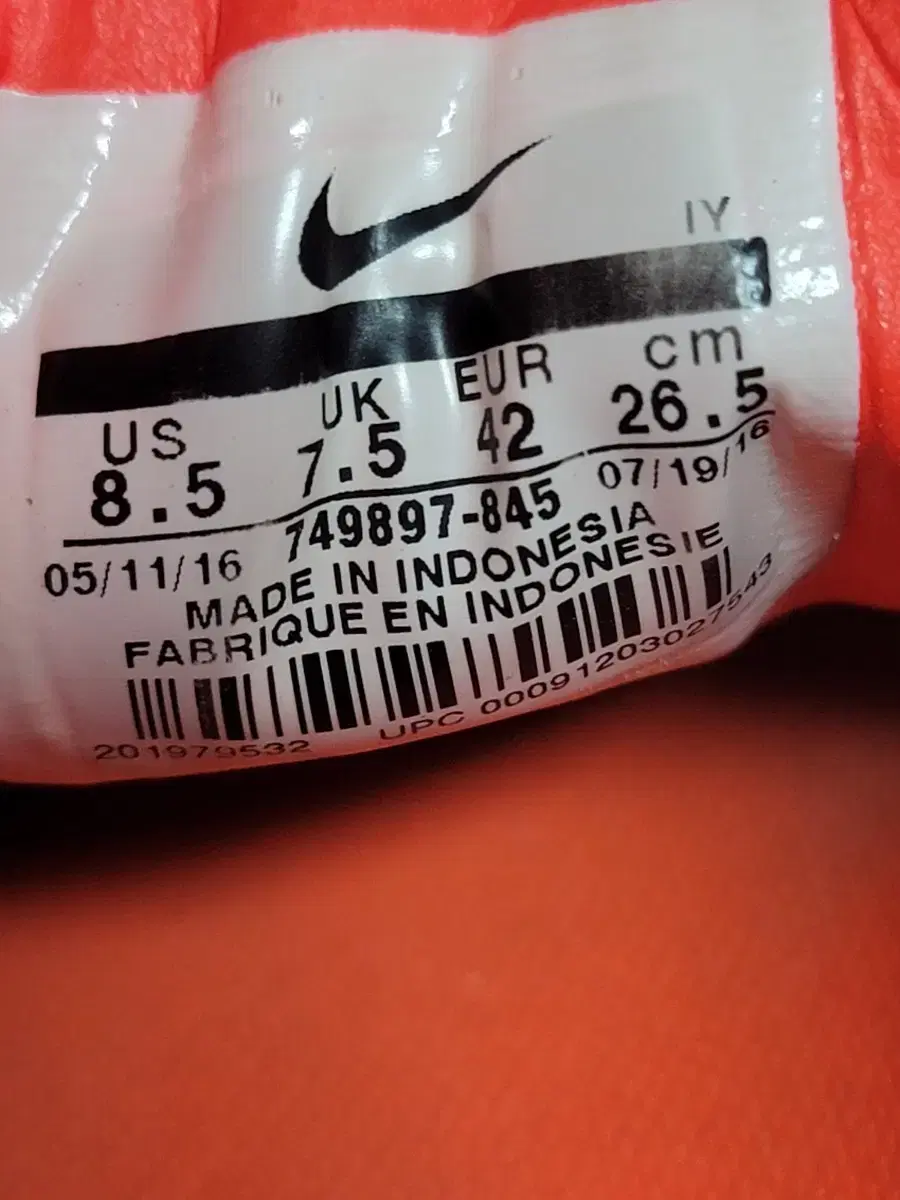 IY
US UK EUR cm
8.5 7.5 42 26.5
05/11/16 749897-845 07/19/16
MADE IN INDONESIA
FABRIQUE EN INDONESIE
201979532 UPC 00091203027543